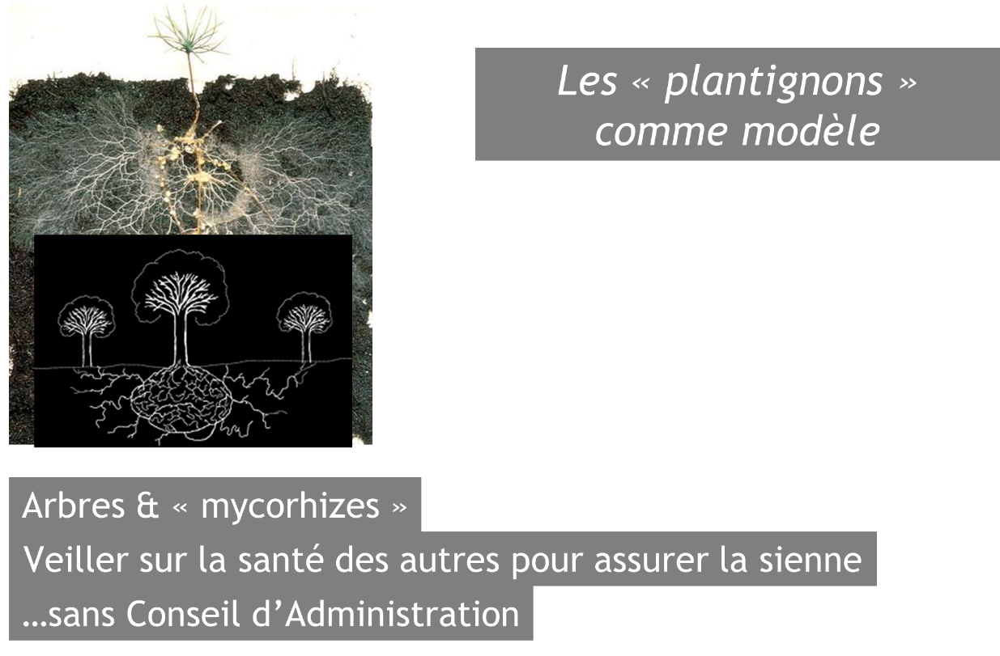 Les « plantignons »
comme modèle
Arbres & « mycorhizes »
Veiller sur la santé des autres pour assurer la sienne
…sans Conseil d’Administration